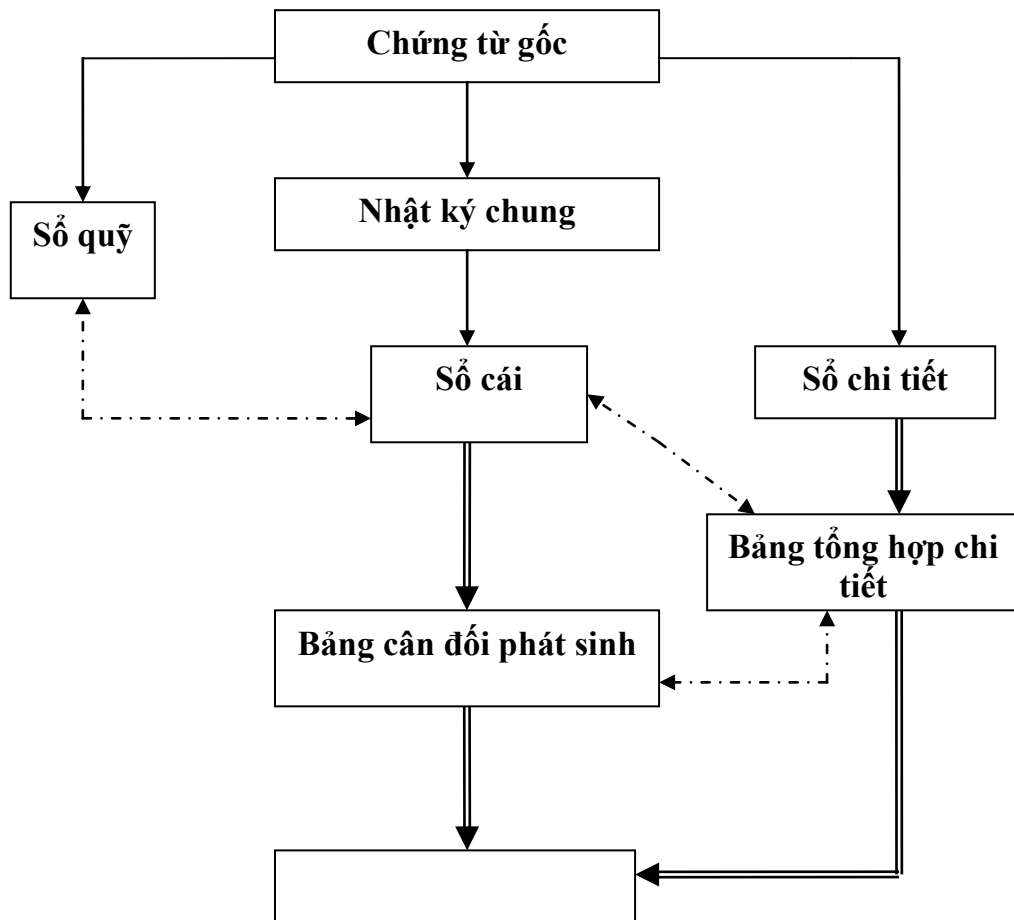 Chứng từ gốc
Nhật ký chung
Sổ quỹ
Sổ cái
Sổ chi tiết
Bảng tổng hợp chi
tiết
Bảng cân đối phát sinh